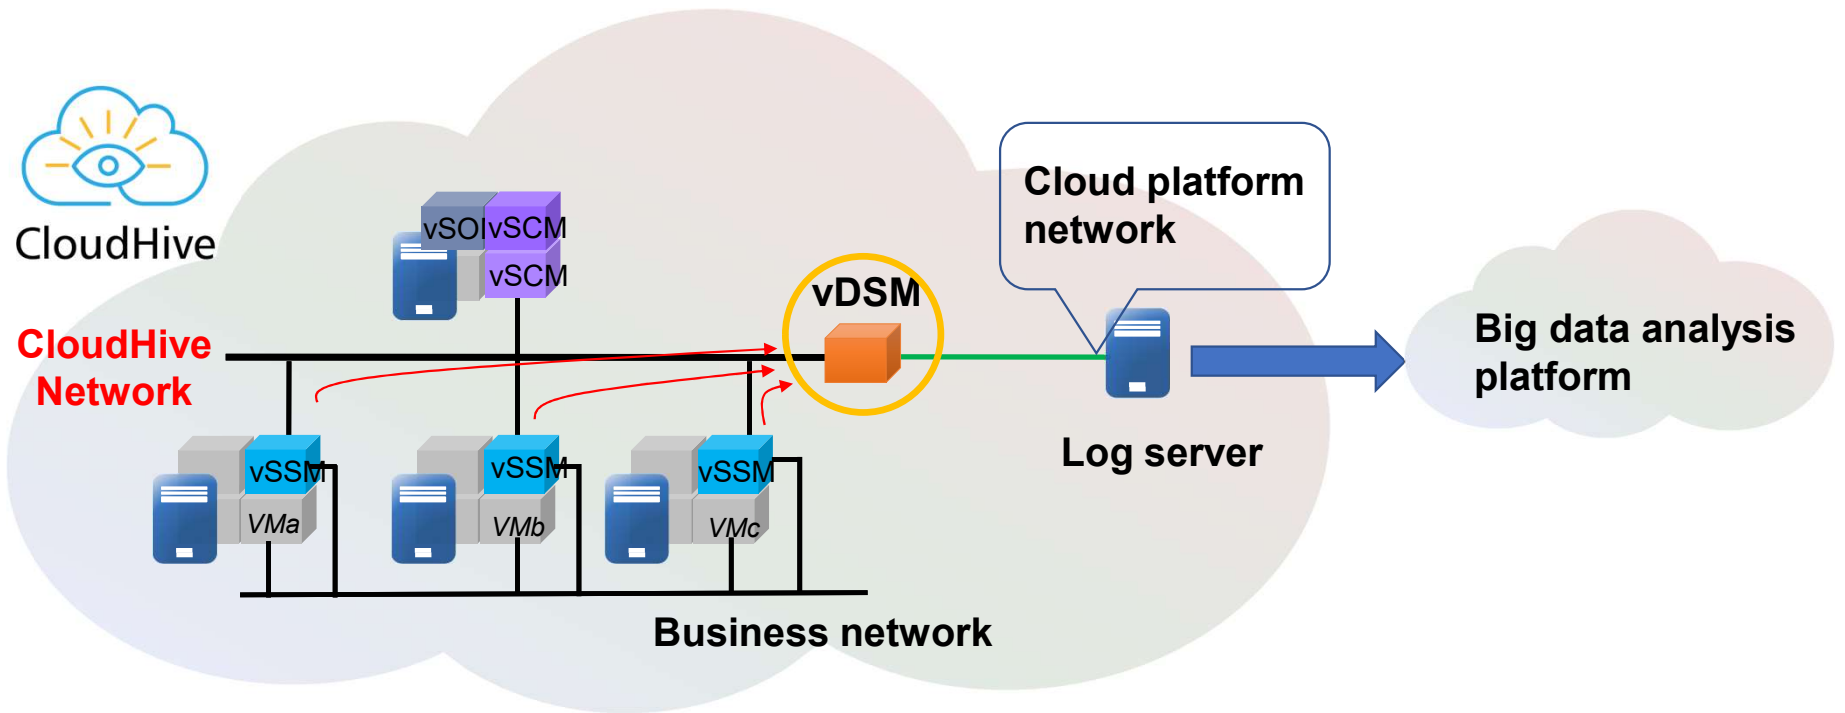 CloudHive
Cloud platform
network
vSOI
vSCM
vSCM
vDSM
CloudHive
Network
Big data analysis
platform
Log server
vSSM
vSSM
vSSM
VMa
VMb
VMc
Business network